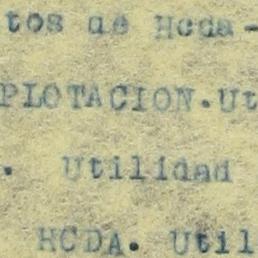 tos de Hcda-
PLOTACION.Ut
. Utilidad
HCDA. Util